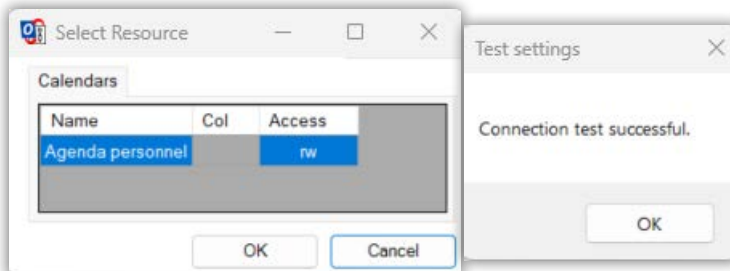 Select Resource
Calendars
Name Col Access
Agenda personnel rw
OK Cancel
Test settings
Connection test successful.
OK